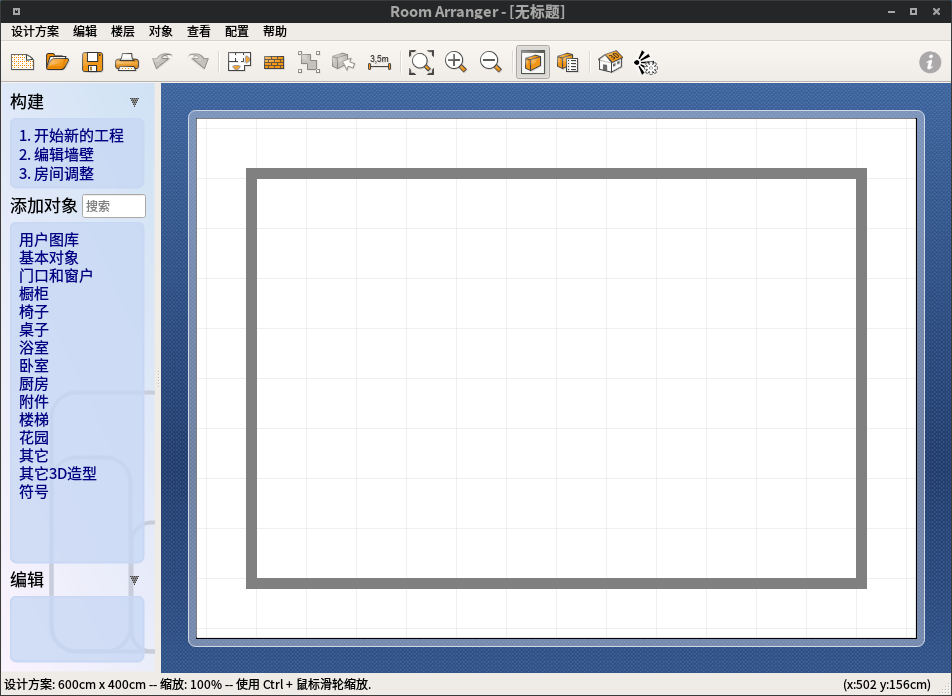 Room Arranger - [无标题]
设计方案 编辑 楼层 对象 查看 配置 帮助
3,5m
构建
1. 开始新的工程
2. 编辑墙壁
3. 房间调整
添加对象 搜索
用户图库
基本对象
门口和窗户
橱柜
椅子
桌子
浴室
卧室
厨房
附件
楼梯
花园
其它
其它3D造型
符号
编辑
设计方案: 600cm x 400cm -- 缩放: 100% -- 使用 Ctrl + 鼠标滑轮缩放. (x:502 y:156cm)